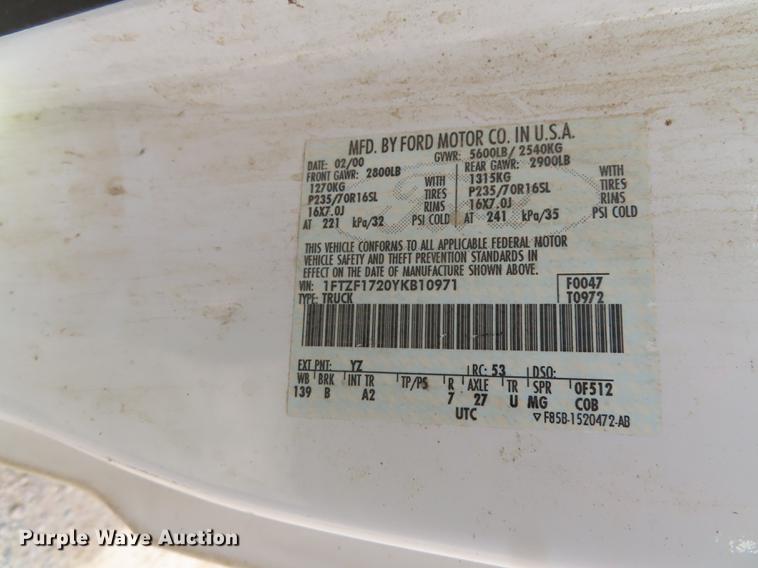 MFD. BY FORD MOTOR CO. IN U.S.A.
DATE: 02/00 GVWR: 5600LB/ 2540KG
FRONT GAWR: 2800LB REAR GAWR: 2900LB
1270KG WITH 1315KG WITH
P235/70R16SL TIRES P235/70R16SL TIRES
16X7.0J RIMS 16X7.0J RIMS
AT 221 kPa/32 PSI COLD AT 241 kPa/35 PSI COLD
THIS VEHICLE CONFORMS TO ALL APPLICABLE FEDERAL MOTOR
VEHICLE SAFETY AND THEFT PREVENTION STANDARDS IN
EFFECT ON THE DATE OF MANUFACTURE SHOWN ABOVE.
VIN: 1FTZF1720YKB10971 F0047
TYPE: TRUCK T0972
EXT PNT: YZ RC: 53 DSO:
WB BRK INT TR TP/PS R AXLE TR SPR 0F512
139 B A2 7 27 U MG COB
UTC ▽ F85B-1520472-AB
Purple Wave Auction